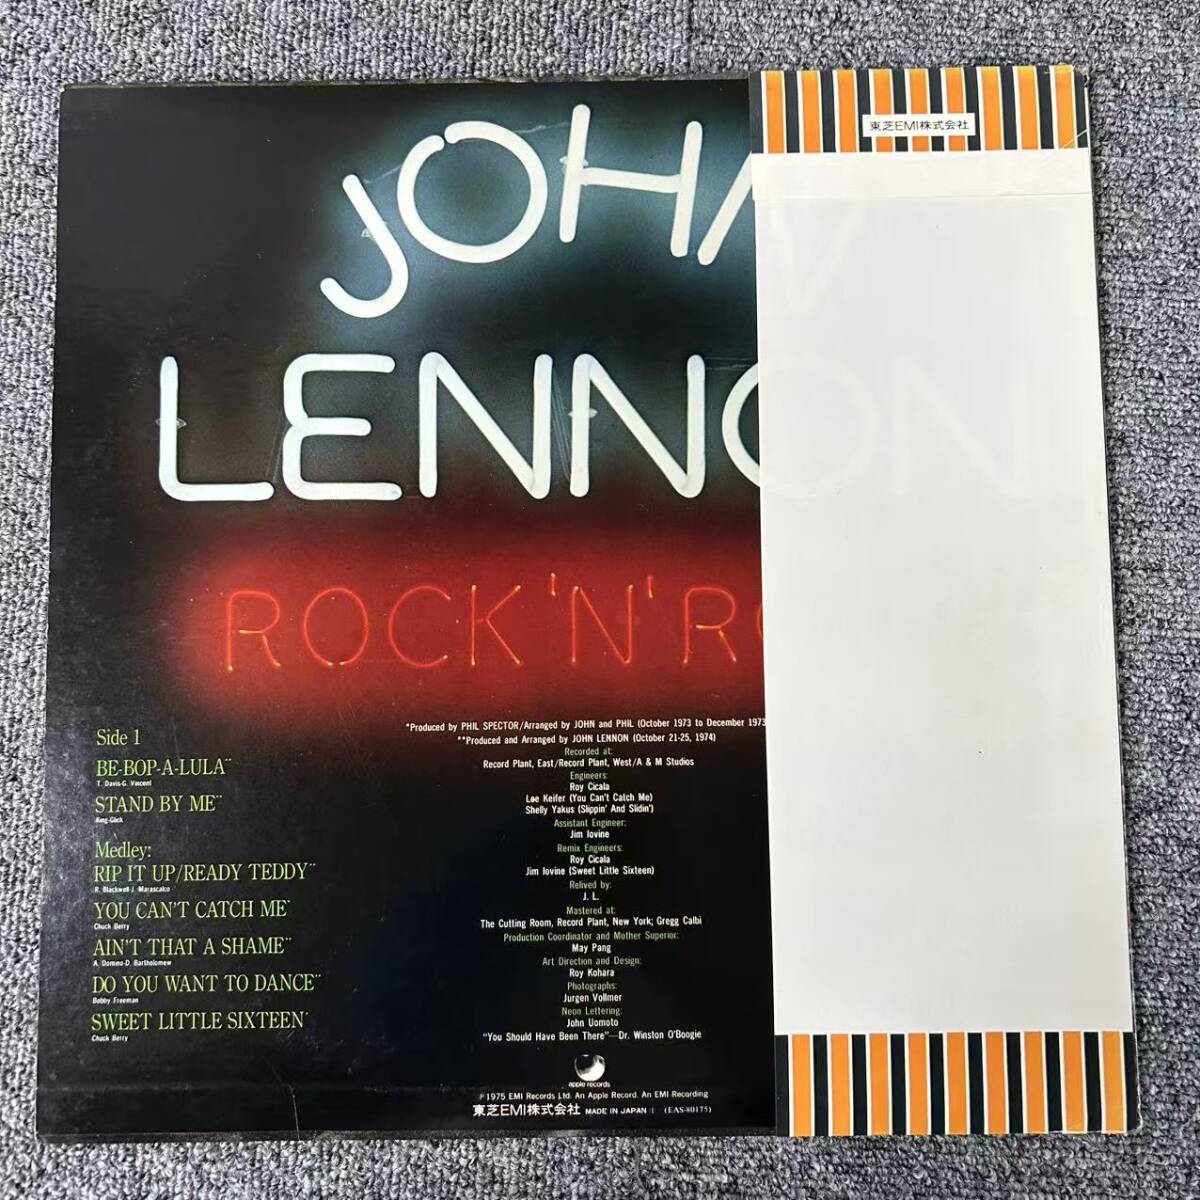 JOHN
LENNON
ROCK 'N' RO
東芝EMI株式会社
Side 1
BE-BOP-A-LULA¨
T. Davis-G. Vincent
STAND BY ME¨
King-Glick
Medley:
RIP IT UP/READY TEDDY¨
R. Blackwell-J. Marascalco
YOU CAN'T CATCH ME˙
Chuck Berry
AIN'T THAT A SHAME¨
A. Domino-D. Bartholomew
DO YOU WANT TO DANCE¨
Bobby Freeman
SWEET LITTLE SIXTEEN˙
Chuck Berry
*Produced by PHIL SPECTOR/Arranged by JOHN and PHIL (October 1973 to December 1973
**Produced and Arranged by JOHN LENNON (October 21-25, 1974)
Recorded at:
Record Plant, East/Record Plant, West/A & M Studios
Engineers:
Roy Cicala
Lee Keifer (You Can't Catch Me)
Shelly Yakus (Slippin' And Slidin')
Assistant Engineer:
Jim Iovine
Remix Engineers:
Roy Cicala
Jim Iovine (Sweet Little Sixteen)
Relived by:
J. L.
Mastered at:
The Cutting Room, Record Plant, New York; Gregg Calbi
Production Coordinator and Mother Superior:
May Pang
Art Direction and Design:
Roy Kohara
Photographs:
Jurgen Vollmer
Neon Lettering:
John Uomoto
"You Should Have Been There"—Dr. Winston O'Boogie
apple records
℗ 1975 EMI Records Ltd. An Apple Record. An EMI Recording
東芝EMI株式会社 MADE IN JAPAN (EAS-80175)